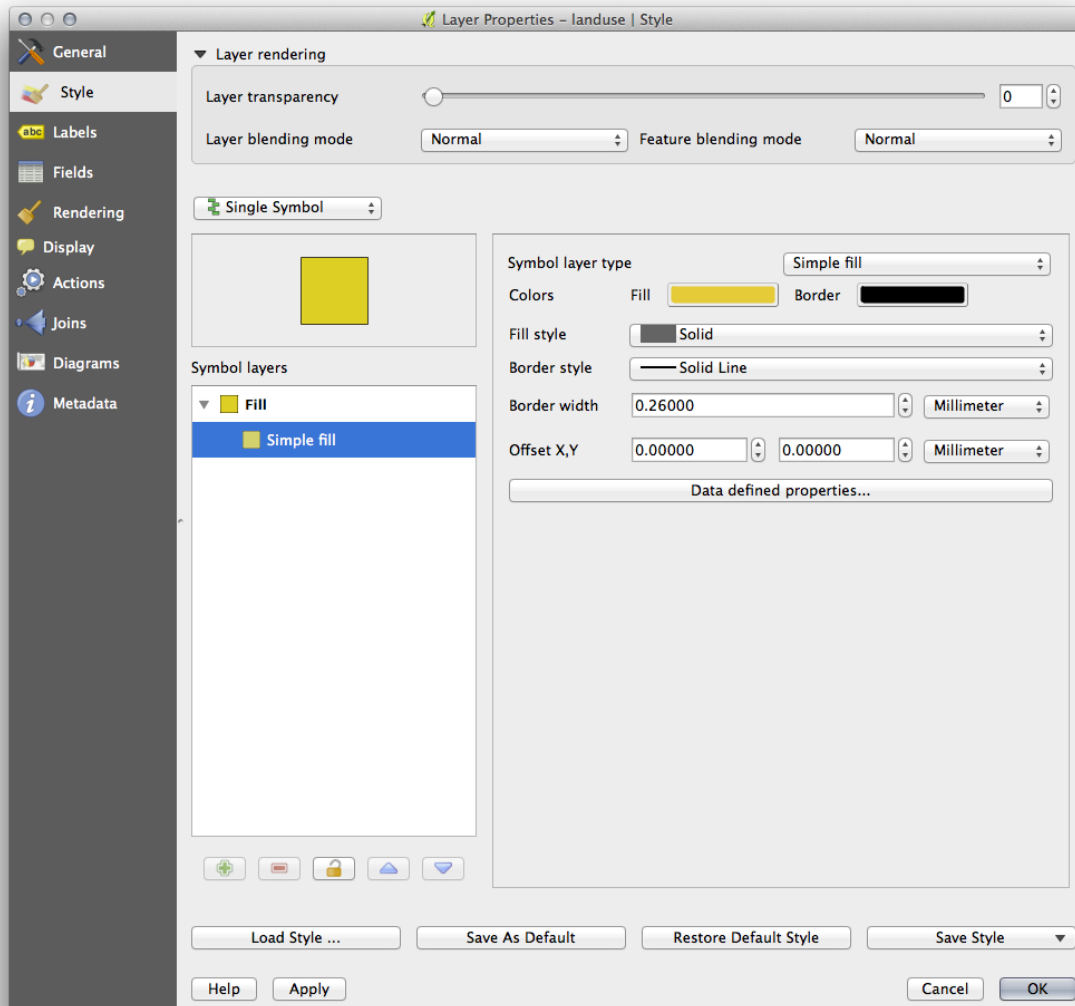 Layer Properties – landuse | Style
General
Style
abc Labels
Fields
Rendering
Display
Actions
Joins
Diagrams
i Metadata
Layer rendering
Layer transparency 0
Layer blending mode Normal Feature blending mode Normal
Single Symbol
Symbol layers
Fill
Simple fill
Symbol layer type Simple fill
Colors Fill Border
Fill style Solid
Border style Solid Line
Border width 0.26000 Millimeter
Offset X,Y 0.00000 0.00000 Millimeter
Data defined properties...
Load Style ... Save As Default Restore Default Style Save Style
Help Apply Cancel OK